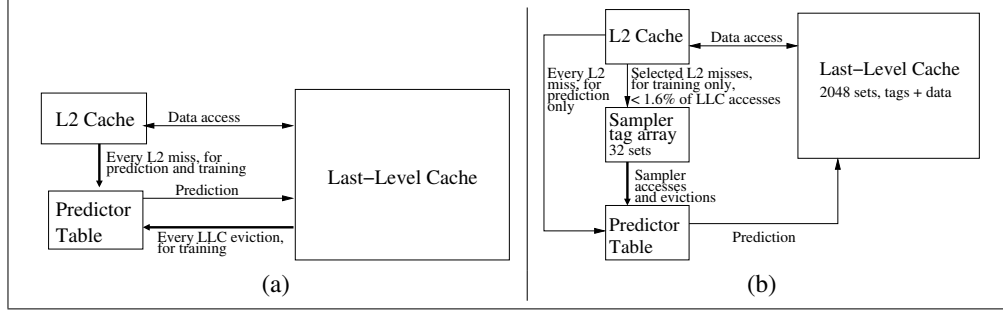 L2 Cache
Data access
Every L2 miss, for
prediction and training
Prediction
Predictor
Table
Every LLC eviction,
for training
Last−Level Cache
(a)
L2 Cache
Data access
Every L2
miss, for
prediction
only
Selected L2 misses,
for training only,
< 1.6% of LLC accesses
Sampler
tag array
32 sets
Sampler
accesses
and evictions
Predictor
Table
Prediction
Last−Level Cache
2048 sets, tags + data
(b)